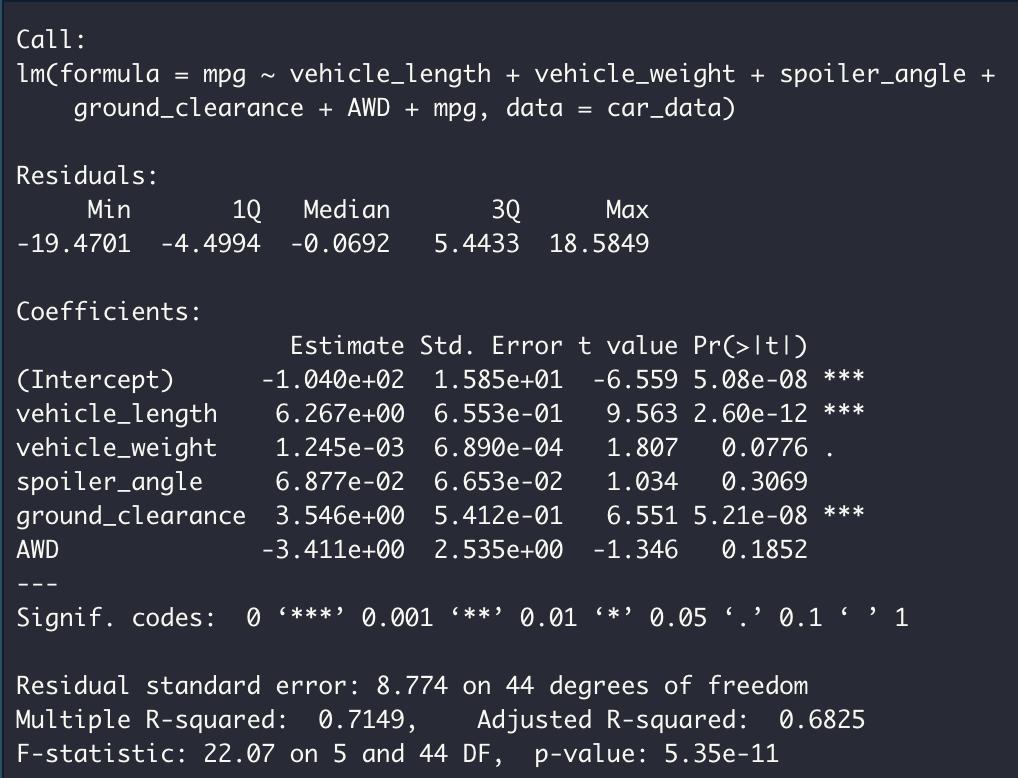 Call:
lm(formula = mpg ~ vehicle_length + vehicle_weight + spoiler_angle +
    ground_clearance + AWD + mpg, data = car_data)

Residuals:
     Min       1Q   Median       3Q      Max
-19.4701  -4.4994  -0.0692   5.4433  18.5849

Coefficients:
                   Estimate Std. Error t value Pr(>|t|)
(Intercept)      -1.040e+02  1.585e+01  -6.559 5.08e-08 ***
vehicle_length    6.267e+00  6.553e-01   9.563 2.60e-12 ***
vehicle_weight    1.245e-03  6.890e-04   1.807   0.0776 .
spoiler_angle     6.877e-02  6.653e-02   1.034   0.3069
ground_clearance  3.546e+00  5.412e-01   6.551 5.21e-08 ***
AWD              -3.411e+00  2.535e+00  -1.346   0.1852
---
Signif. codes:  0 ‘***’ 0.001 ‘**’ 0.01 ‘*’ 0.05 ‘.’ 0.1 ‘ ’ 1

Residual standard error: 8.774 on 44 degrees of freedom
Multiple R-squared:  0.7149,    Adjusted R-squared:  0.6825
F-statistic: 22.07 on 5 and 44 DF,  p-value: 5.35e-11